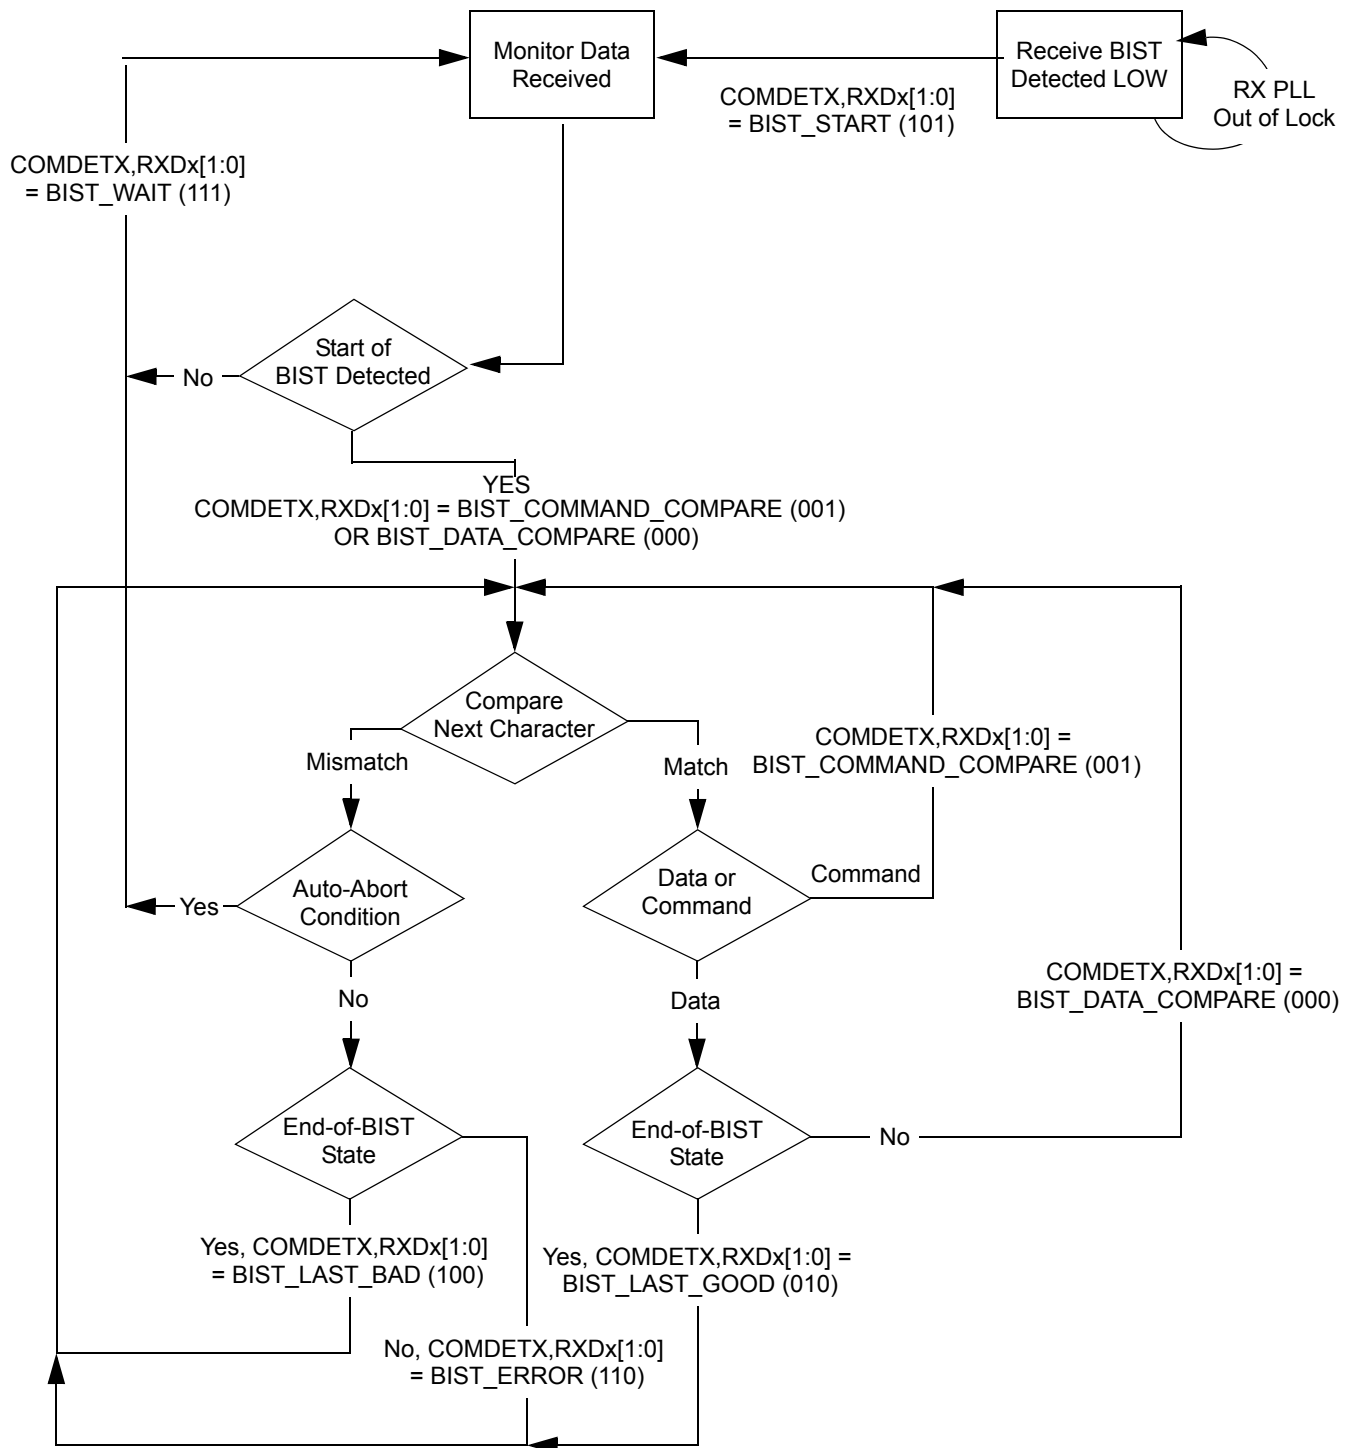 Monitor Data
Received
Receive BIST
Detected LOW
RX PLL
Out of Lock
COMDETX,RXDx[1:0]
= BIST_START (101)
COMDETX,RXDx[1:0]
= BIST_WAIT (111)
Start of
BIST Detected
No
YES
COMDETX,RXDx[1:0] = BIST_COMMAND_COMPARE (001)
OR BIST_DATA_COMPARE (000)
Compare
Next Character
Mismatch
Match
COMDETX,RXDx[1:0] =
BIST_COMMAND_COMPARE (001)
Auto-Abort
Condition
Yes
Data or
Command
Command
No
Data
COMDETX,RXDx[1:0] =
BIST_DATA_COMPARE (000)
End-of-BIST
State
End-of-BIST
State
No
Yes, COMDETX,RXDx[1:0]
= BIST_LAST_BAD (100)
Yes, COMDETX,RXDx[1:0] =
BIST_LAST_GOOD (010)
No, COMDETX,RXDx[1:0]
= BIST_ERROR (110)